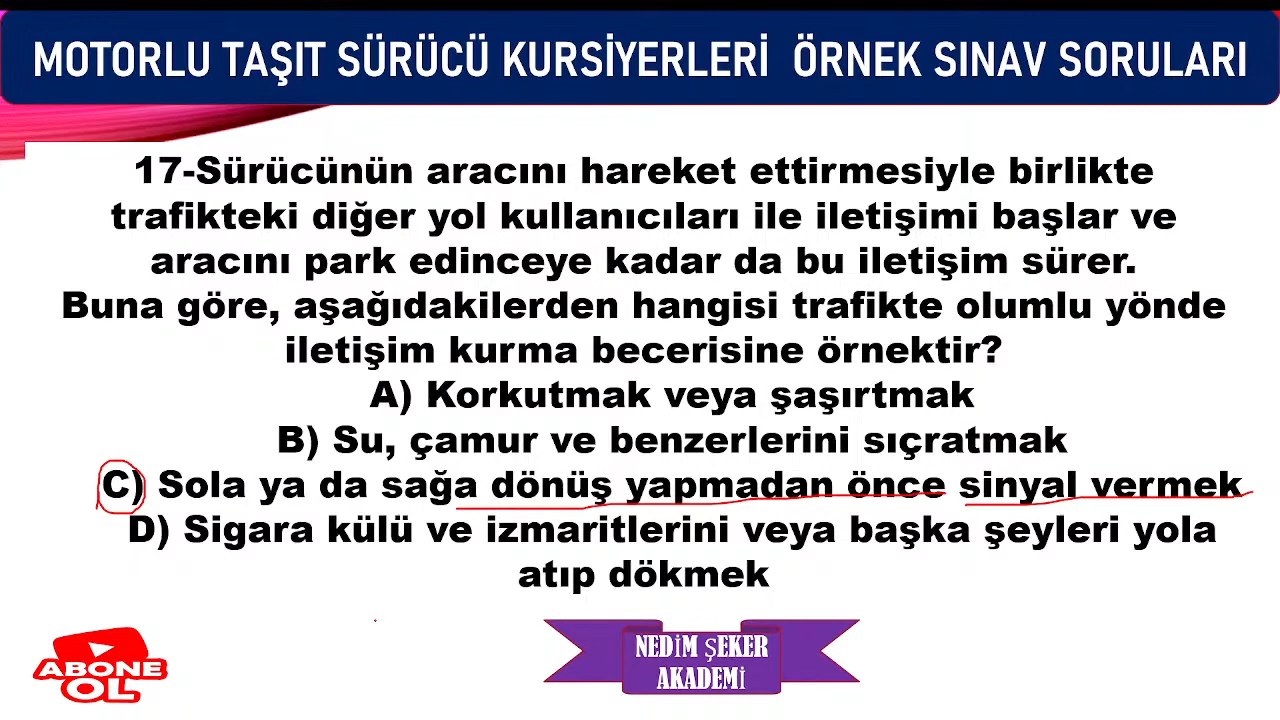 MOTORLU TAŞIT SÜRÜCÜ KURSİYERLERİ ÖRNEK SINAV SORULARI
17-Sürücünün aracını hareket ettirmesiyle birlikte
trafikteki diğer yol kullanıcıları ile iletişimi başlar ve
aracını park edinceye kadar da bu iletişim sürer.
Buna göre, aşağıdakilerden hangisi trafikte olumlu yönde
iletişim kurma becerisine örnektir?
A) Korkutmak veya şaşırtmak
B) Su, çamur ve benzerlerini sıçratmak
C) Sola ya da sağa dönüş yapmadan önce sinyal vermek
D) Sigara külü ve izmaritlerini veya başka şeyleri yola
atıp dökmek
ABONE
OL
NEDİM ŞEKER
AKADEMİ